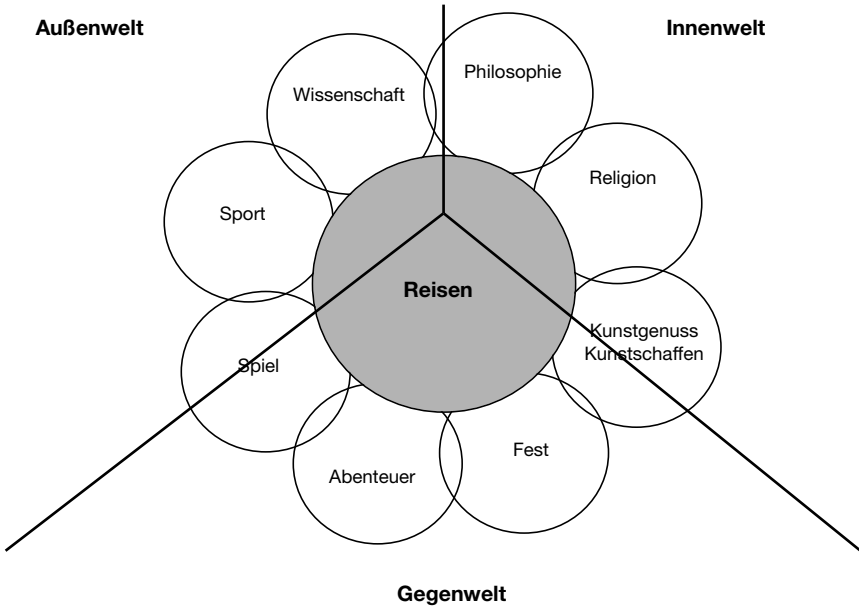 Außenwelt
Innenwelt
Philosophie
Wissenschaft
Religion
Sport
Reisen
Kunstgenuss
Kunstschaffen
Spiel
Fest
Abenteuer
Gegenwelt